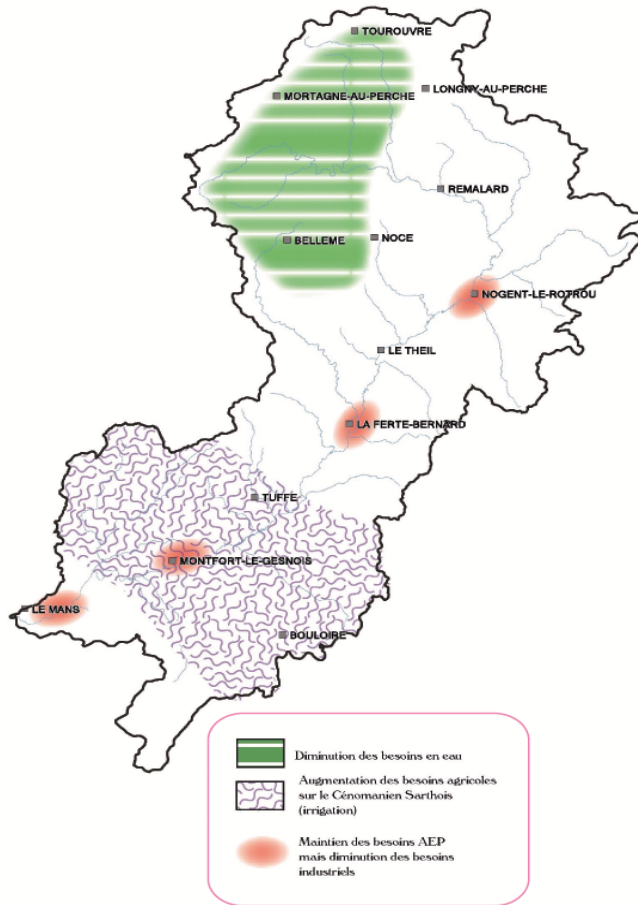 TOUROUVRE
LONGNY-AU-PERCHE
MORTAGNE-AU-PERCHE
REMALARD
NOCE
BELLEME
NOGENT-LE-ROTROU
LE THEIL
LA FERTE-BERNARD
TUFFE
MONTFORT-LE-GESNOIS
LE MANS
BOULOIRE
Diminution des besoins en eau
Augmentation des besoins agricoles
sur le Cénomanien Sarthois
(irrigation)
Maintien des besoins AEP
mais diminution des besoins
industriels